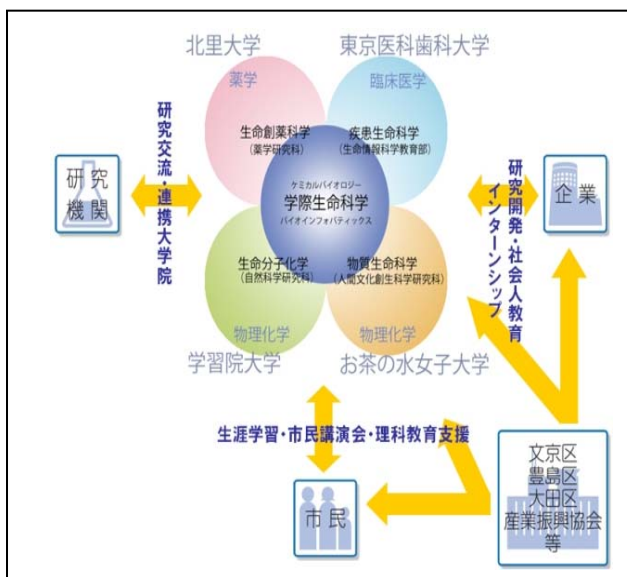 北里大学
東京医科歯科大学
薬学
臨床医学
生命創薬科学
(薬学研究科)
疾患生命科学
(生命情報科学教育部)
ケミカルバイオロジー
学際生命科学
バイオインフォマティックス
生命分子化学
(自然科学研究科)
物質生命科学
(人間文化創生科学研究科)
物理化学
物理化学
学習院大学
お茶の水女子大学
研究交流・連携大学院
研究
機関
研究開発・社会人教育
インターンシップ
企業
生涯学習・市民講演会・理科教育支援
市民
文京区
豊島区
大田区
産業振興協会
等